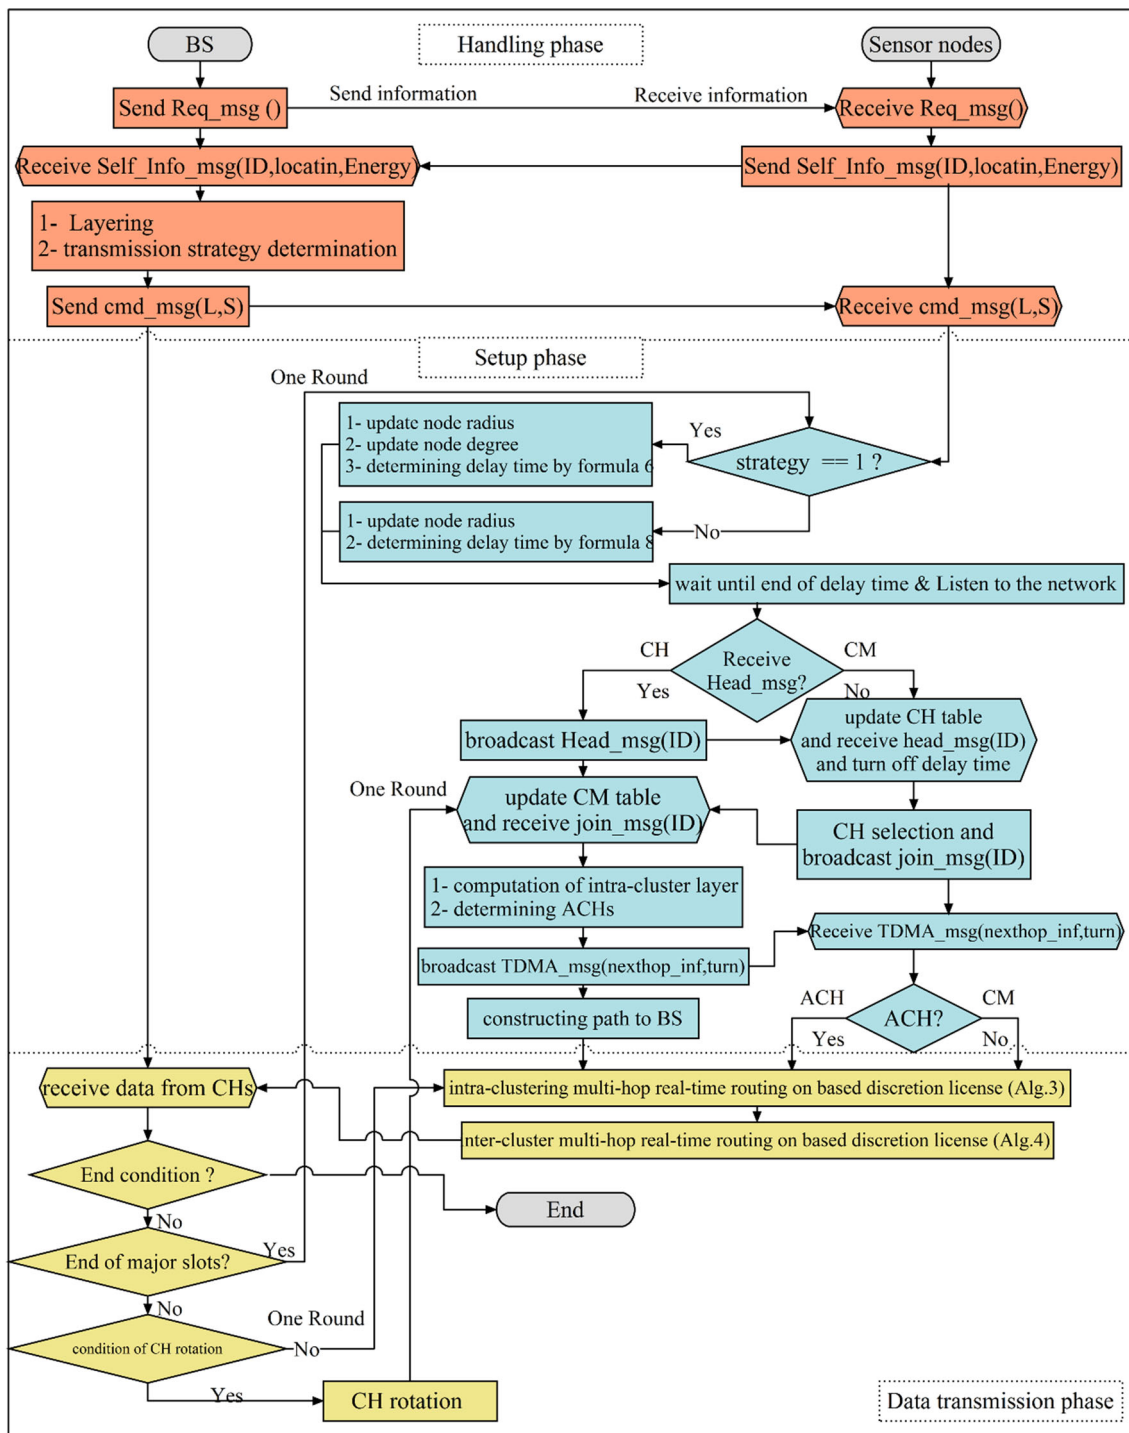 BS
Handling phase
Sensor nodes
Send Req_msg ()
Send information
Receive information
Receive Req_msg()
Receive Self_Info_msg(ID,locatin,Energy)
Send Self_Info_msg(ID,locatin,Energy)
1- Layering
2- transmission strategy determination
Send cmd_msg(L,S)
Receive cmd_msg(L,S)
Setup phase
One Round
1- update node radius
2- update node degree
3- determining delay time by formula 6
Yes
strategy == 1 ?
1- update node radius
2- determining delay time by formula 8
No
wait until end of delay time & Listen to the network
CH
Receive
Head_msg?
CM
Yes
No
broadcast Head_msg(ID)
update CH table
and receive head_msg(ID)
and turn off delay time
One Round
update CM table
and receive join_msg(ID)
CH selection and
broadcast join_msg(ID)
1- computation of intra-cluster layer
2- determining ACHs
Receive TDMA_msg(nexthop_inf,turn)
broadcast TDMA_msg(nexthop_inf,turn)
ACH
CM
constructing path to BS
ACH?
Yes
No
receive data from CHs
intra-clustering multi-hop real-time routing on based discretion license (Alg.3)
nter-cluster multi-hop real-time routing on based discretion license (Alg.4)
End condition ?
End
No
End of major slots?
Yes
No
One Round
condition of CH rotation
No
Yes
CH rotation
Data transmission phase